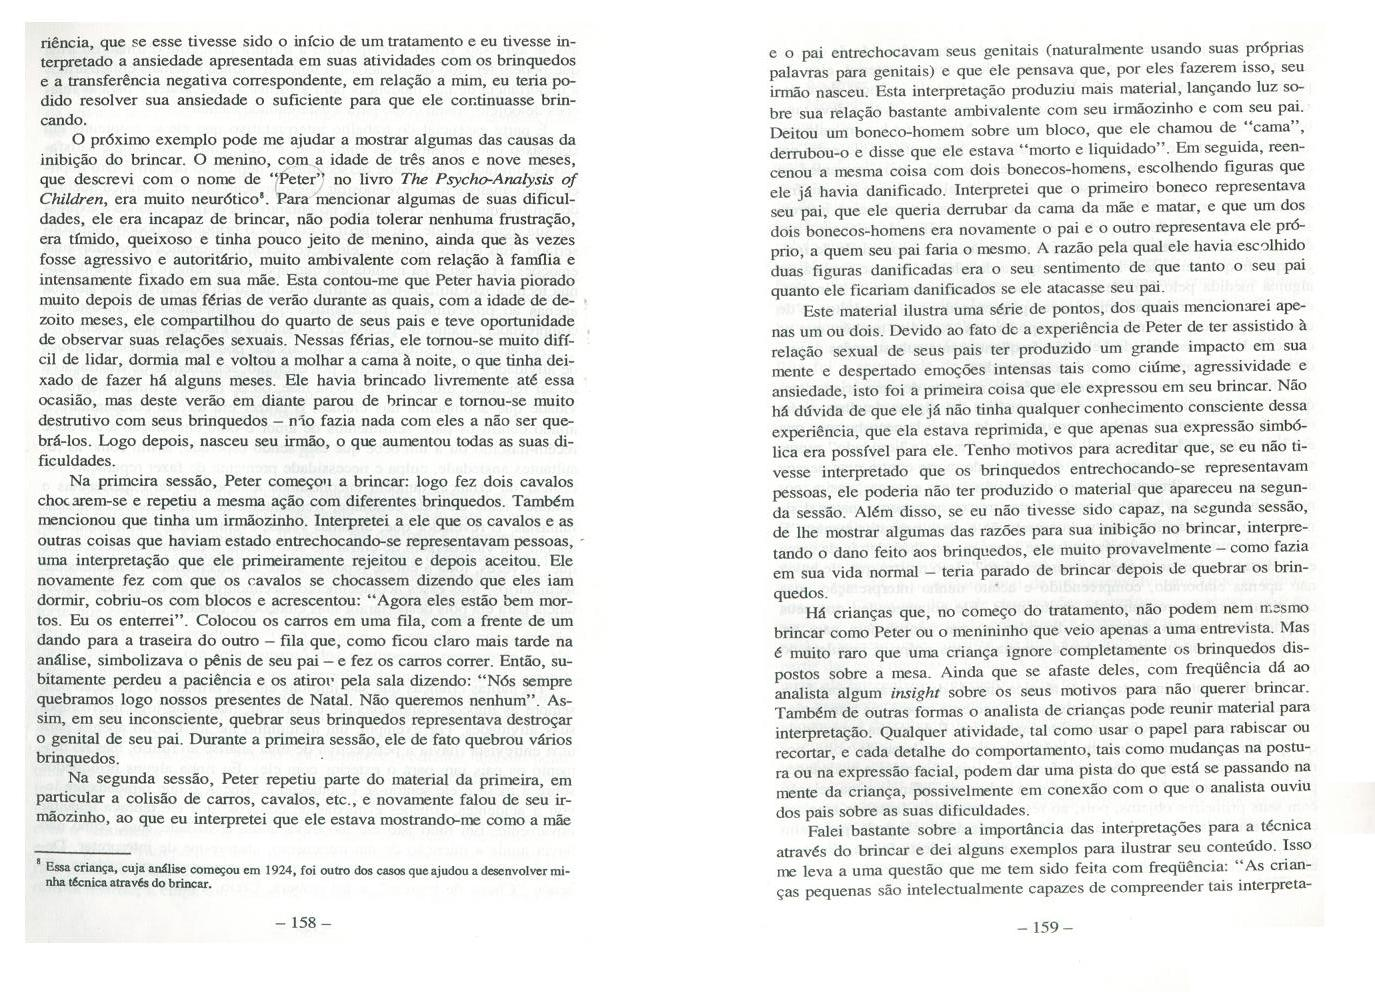 riência, que se esse tivesse sido o início de um tratamento e eu tivesse in-
terpretado a ansiedade apresentada em suas atividades com os brinquedos
e a transferência negativa correspondente, em relação a mim, eu teria po-
dido resolver sua ansiedade o suficiente para que ele continuasse brin-
cando.
O próximo exemplo pode me ajudar a mostrar algumas das causas da
inibição do brincar. O menino, com a idade de três anos e nove meses,
que descrevi com o nome de “Peter” no livro The Psycho-Analysis of
Children, era muito neurótico⁸. Para mencionar algumas de suas dificul-
dades, ele era incapaz de brincar, não podia tolerar nenhuma frustração,
era tímido, queixoso e tinha pouco jeito de menino, ainda que às vezes
fosse agressivo e autoritário, muito ambivalente com relação à família e
intensamente fixado em sua mãe. Esta contou-me que Peter havia piorado
muito depois de umas férias de verão durante as quais, com a idade de de-
zoito meses, ele compartilhou do quarto de seus pais e teve oportunidade
de observar suas relações sexuais. Nessas férias, ele tornou-se muito difí-
cil de lidar, dormia mal e voltou a molhar a cama à noite, o que tinha dei-
xado de fazer há alguns meses. Ele havia brincado livremente até essa
ocasião, mas deste verão em diante parou de brincar e tornou-se muito
destrutivo com seus brinquedos – não fazia nada com eles a não ser que-
brá-los. Logo depois, nasceu seu irmão, o que aumentou todas as suas di-
ficuldades.
Na primeira sessão, Peter começou a brincar: logo fez dois cavalos
chocarem-se e repetiu a mesma ação com diferentes brinquedos. Também
mencionou que tinha um irmãozinho. Interpretei a ele que os cavalos e as
outras coisas que haviam estado entrechocando-se representavam pessoas,
uma interpretação que ele primeiramente rejeitou e depois aceitou. Ele
novamente fez com que os cavalos se chocassem dizendo que eles iam
dormir, cobriu-os com blocos e acrescentou: “Agora eles estão bem mor-
tos. Eu os enterrei”. Colocou os carros em uma fila, com a frente de um
dando para a traseira do outro – fila que, como ficou claro mais tarde na
análise, simbolizava o pênis de seu pai – e fez os carros correr. Então, su-
bitamente perdeu a paciência e os atirou pela sala dizendo: “Nós sempre
quebramos logo nossos presentes de Natal. Não queremos nenhum”. As-
sim, em seu inconsciente, quebrar seus brinquedos representava destroçar
o genital de seu pai. Durante a primeira sessão, ele de fato quebrou vários
brinquedos.
Na segunda sessão, Peter repetiu parte do material da primeira, em
particular a colisão de carros, cavalos, etc., e novamente falou de seu ir-
mãozinho, ao que eu interpretei que ele estava mostrando-me como a mãe
⁸ Essa criança, cuja análise começou em 1924, foi outro dos casos que ajudou a desenvolver mi-
nha técnica através do brincar.
– 158 –
e o pai entrechocavam seus genitais (naturalmente usando suas próprias
palavras para genitais) e que ele pensava que, por eles fazerem isso, seu
irmão nasceu. Esta interpretação produziu mais material, lançando luz so-
bre sua relação bastante ambivalente com seu irmãozinho e com seu pai.
Deitou um boneco-homem sobre um bloco, que ele chamou de “cama”,
derrubou-o e disse que ele estava “morto e liquidado”. Em seguida, reen-
cenou a mesma coisa com dois bonecos-homens, escolhendo figuras que
ele já havia danificado. Interpretei que o primeiro boneco representava
seu pai, que ele queria derrubar da cama da mãe e matar, e que um dos
dois bonecos-homens era novamente o pai e o outro representava ele pró-
prio, a quem seu pai faria o mesmo. A razão pela qual ele havia escolhido
duas figuras danificadas era o seu sentimento de que tanto o seu pai
quanto ele ficariam danificados se ele atacasse seu pai.
Este material ilustra uma série de pontos, dos quais mencionarei ape-
nas um ou dois. Devido ao fato de a experiência de Peter de ter assistido à
relação sexual de seus pais ter produzido um grande impacto em sua
mente e despertado emoções intensas tais como ciúme, agressividade e
ansiedade, isto foi a primeira coisa que ele expressou em seu brincar. Não
há dúvida de que ele já não tinha qualquer conhecimento consciente dessa
experiência, que ela estava reprimida, e que apenas sua expressão simbó-
lica era possível para ele. Tenho motivos para acreditar que, se eu não ti-
vesse interpretado que os brinquedos entrechocando-se representavam
pessoas, ele poderia não ter produzido o material que apareceu na segun-
da sessão. Além disso, se eu não tivesse sido capaz, na segunda sessão,
de lhe mostrar algumas das razões para sua inibição no brincar, interpre-
tando o dano feito aos brinquedos, ele muito provavelmente – como fazia
em sua vida normal – teria parado de brincar depois de quebrar os brin-
quedos.
Há crianças que, no começo do tratamento, não podem nem mesmo
brincar como Peter ou o menininho que veio apenas a uma entrevista. Mas
é muito raro que uma criança ignore completamente os brinquedos dis-
postos sobre a mesa. Ainda que se afaste deles, com freqüência dá ao
analista algum insight sobre os seus motivos para não querer brincar.
Também de outras formas o analista de crianças pode reunir material para
interpretação. Qualquer atividade, tal como usar o papel para rabiscar ou
recortar, e cada detalhe do comportamento, tais como mudanças na postu-
ra ou na expressão facial, podem dar uma pista do que está se passando na
mente da criança, possivelmente em conexão com o que o analista ouviu
dos pais sobre as suas dificuldades.
Falei bastante sobre a importância das interpretações para a técnica
através do brincar e dei alguns exemplos para ilustrar seu conteúdo. Isso
me leva a uma questão que me tem sido feita com freqüência: “As crian-
ças pequenas são intelectualmente capazes de compreender tais interpreta-
– 159 –